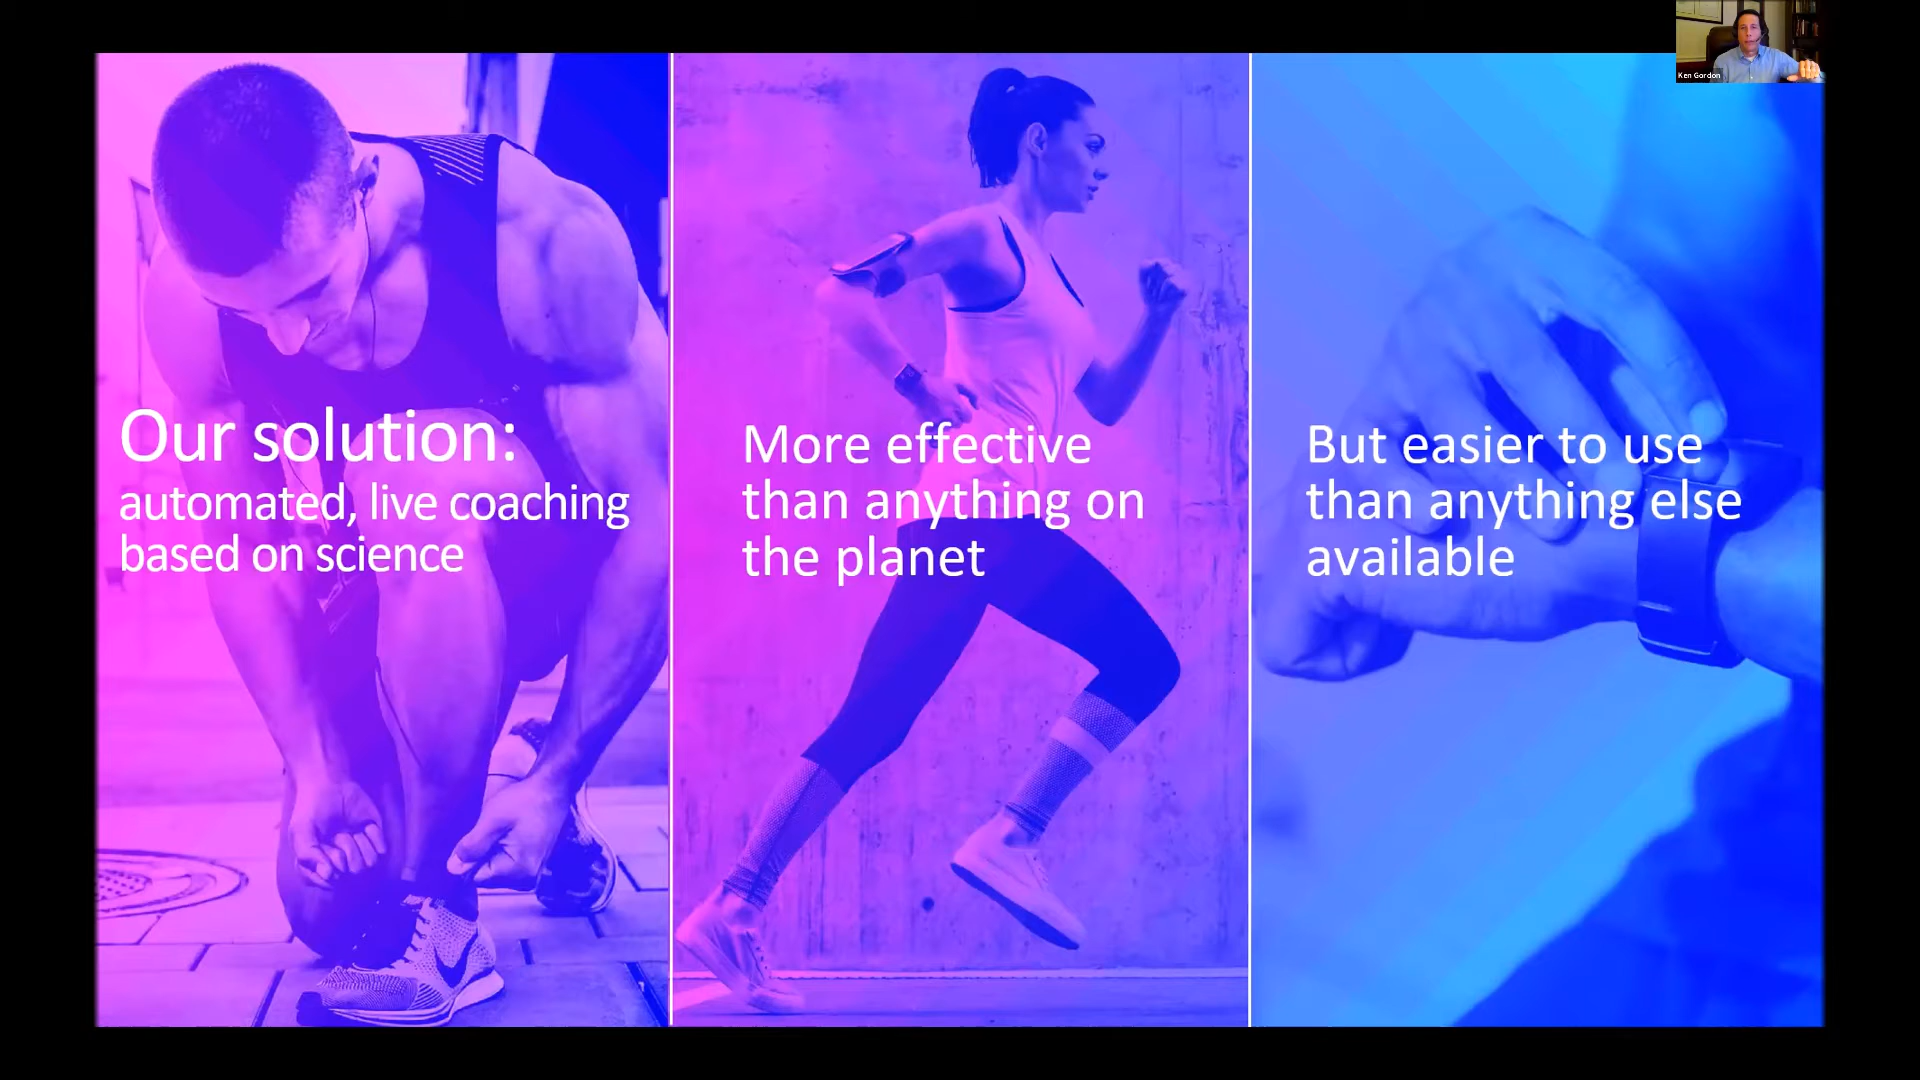 Our solution:
automated, live coaching
based on science
More effective
than anything on
the planet
But easier to use
than anything else
available
Ken Gordon